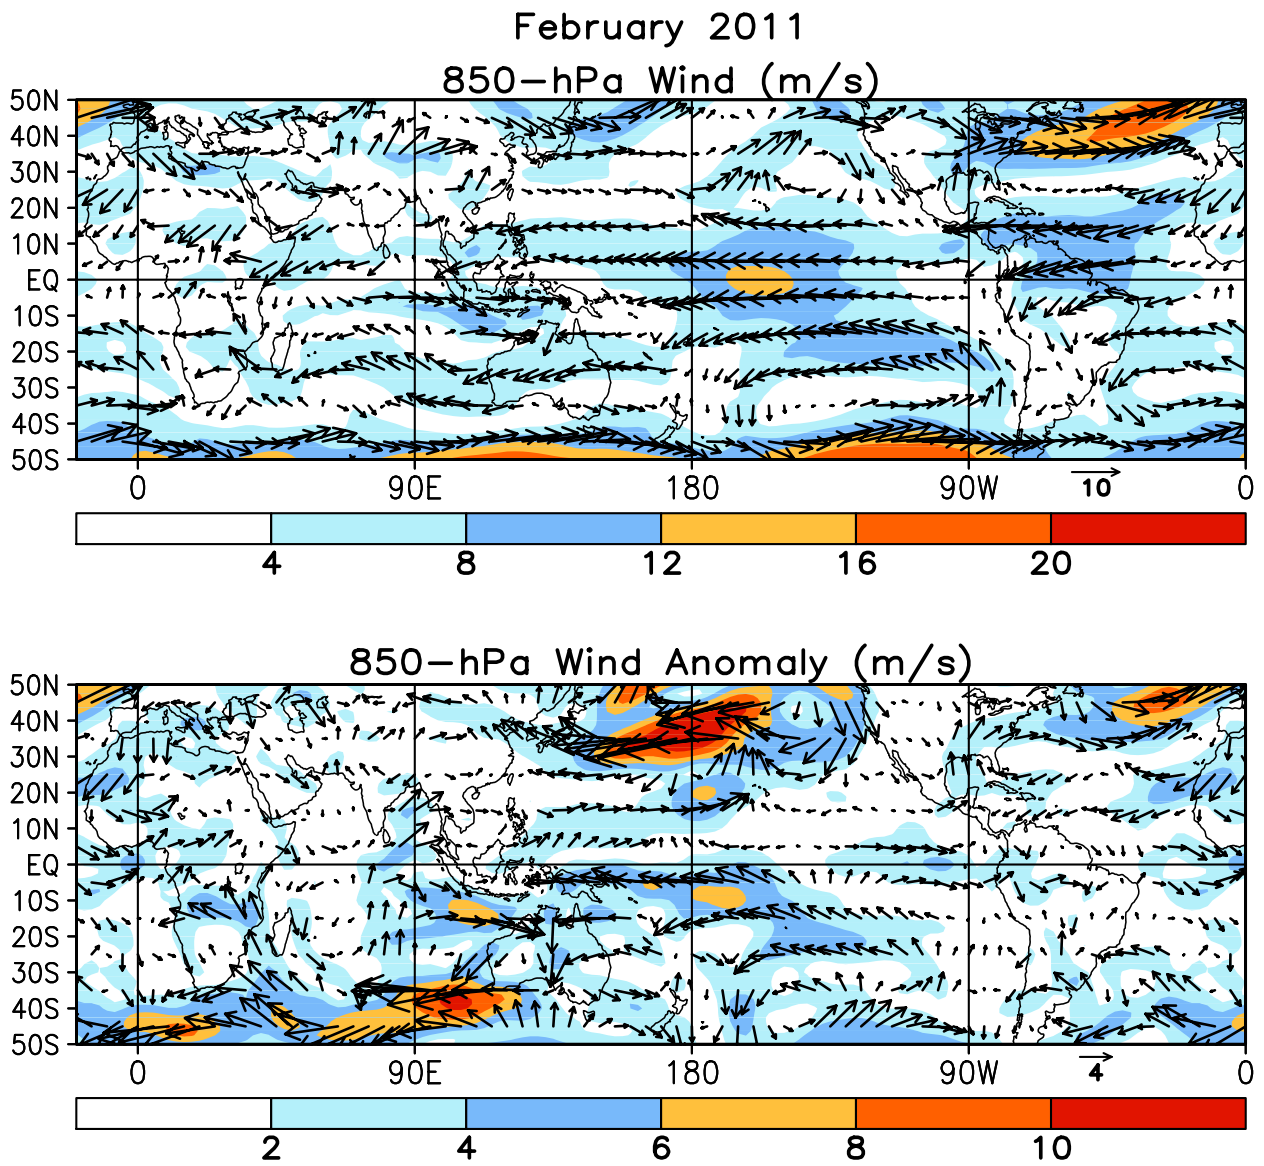 February 2011
850-hPa Wind (m/s)
50N
40N
30N
20N
10N
EQ
10S
20S
30S
40S
50S
0 90E 180 90W 0
10
4 8 12 16 20
850-hPa Wind Anomaly (m/s)
50N
40N
30N
20N
10N
EQ
10S
20S
30S
40S
50S
0 90E 180 90W 0
4
2 4 6 8 10